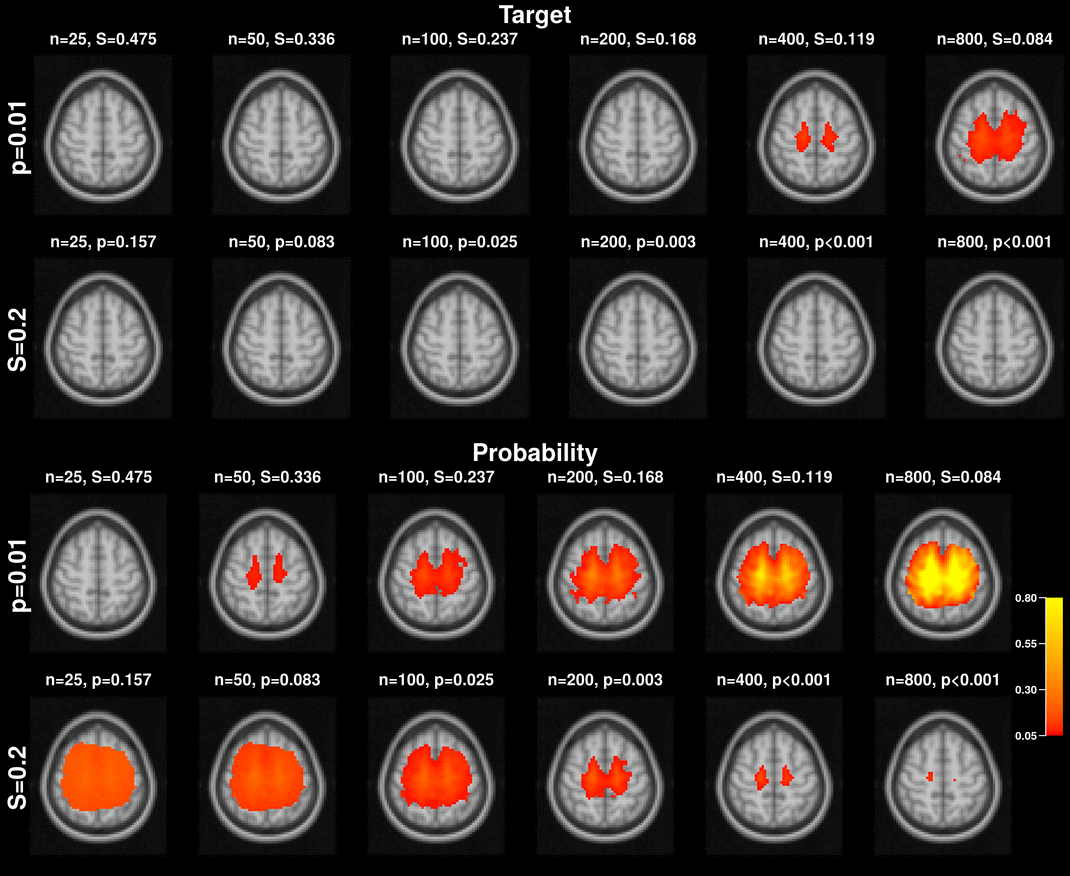 Target
n=25, S=0.475 n=50, S=0.336 n=100, S=0.237 n=200, S=0.168 n=400, S=0.119 n=800, S=0.084
p=0.01
n=25, p=0.157 n=50, p=0.083 n=100, p=0.025 n=200, p=0.003 n=400, p<0.001 n=800, p<0.001
S=0.2
Probability
n=25, S=0.475 n=50, S=0.336 n=100, S=0.237 n=200, S=0.168 n=400, S=0.119 n=800, S=0.084
p=0.01
0.80
0.55
0.30
0.05
n=25, p=0.157 n=50, p=0.083 n=100, p=0.025 n=200, p=0.003 n=400, p<0.001 n=800, p<0.001
S=0.2